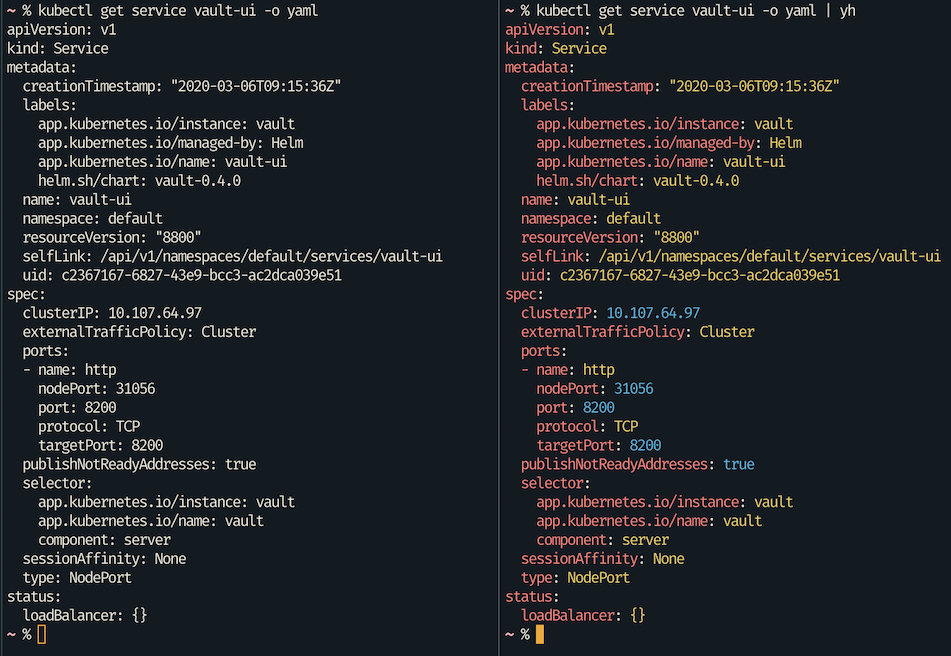 ~ % kubectl get service vault-ui -o yaml
apiVersion: v1
kind: Service
metadata:
  creationTimestamp: "2020-03-06T09:15:36Z"
  labels:
    app.kubernetes.io/instance: vault
    app.kubernetes.io/managed-by: Helm
    app.kubernetes.io/name: vault-ui
    helm.sh/chart: vault-0.4.0
  name: vault-ui
  namespace: default
  resourceVersion: "8800"
  selfLink: /api/v1/namespaces/default/services/vault-ui
  uid: c2367167-6827-43e9-bcc3-ac2dca039e51
spec:
  clusterIP: 10.107.64.97
  externalTrafficPolicy: Cluster
  ports:
  - name: http
    nodePort: 31056
    port: 8200
    protocol: TCP
    targetPort: 8200
  publishNotReadyAddresses: true
  selector:
    app.kubernetes.io/instance: vault
    app.kubernetes.io/name: vault
    component: server
  sessionAffinity: None
  type: NodePort
status:
  loadBalancer: {}
~ %
~ % kubectl get service vault-ui -o yaml | yh
apiVersion: v1
kind: Service
metadata:
  creationTimestamp: "2020-03-06T09:15:36Z"
  labels:
    app.kubernetes.io/instance: vault
    app.kubernetes.io/managed-by: Helm
    app.kubernetes.io/name: vault-ui
    helm.sh/chart: vault-0.4.0
  name: vault-ui
  namespace: default
  resourceVersion: "8800"
  selfLink: /api/v1/namespaces/default/services/vault-ui
  uid: c2367167-6827-43e9-bcc3-ac2dca039e51
spec:
  clusterIP: 10.107.64.97
  externalTrafficPolicy: Cluster
  ports:
  - name: http
    nodePort: 31056
    port: 8200
    protocol: TCP
    targetPort: 8200
  publishNotReadyAddresses: true
  selector:
    app.kubernetes.io/instance: vault
    app.kubernetes.io/name: vault
    component: server
  sessionAffinity: None
  type: NodePort
status:
  loadBalancer: {}
~ %